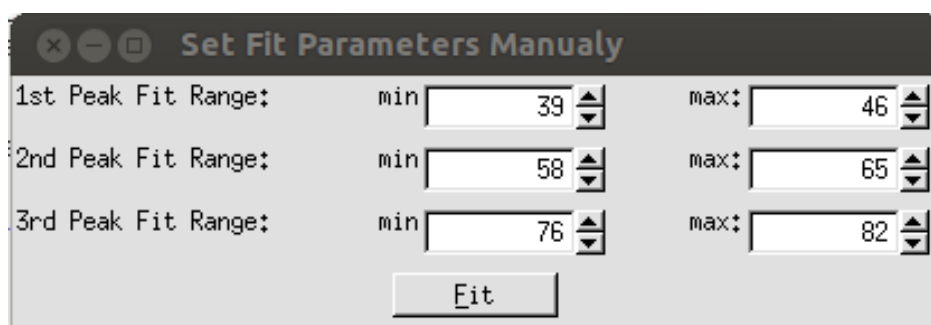 Set Fit Parameters Manualy
1st Peak Fit Range: min 39 max: 46
2nd Peak Fit Range: min 58 max: 65
3rd Peak Fit Range: min 76 max: 82
Fit